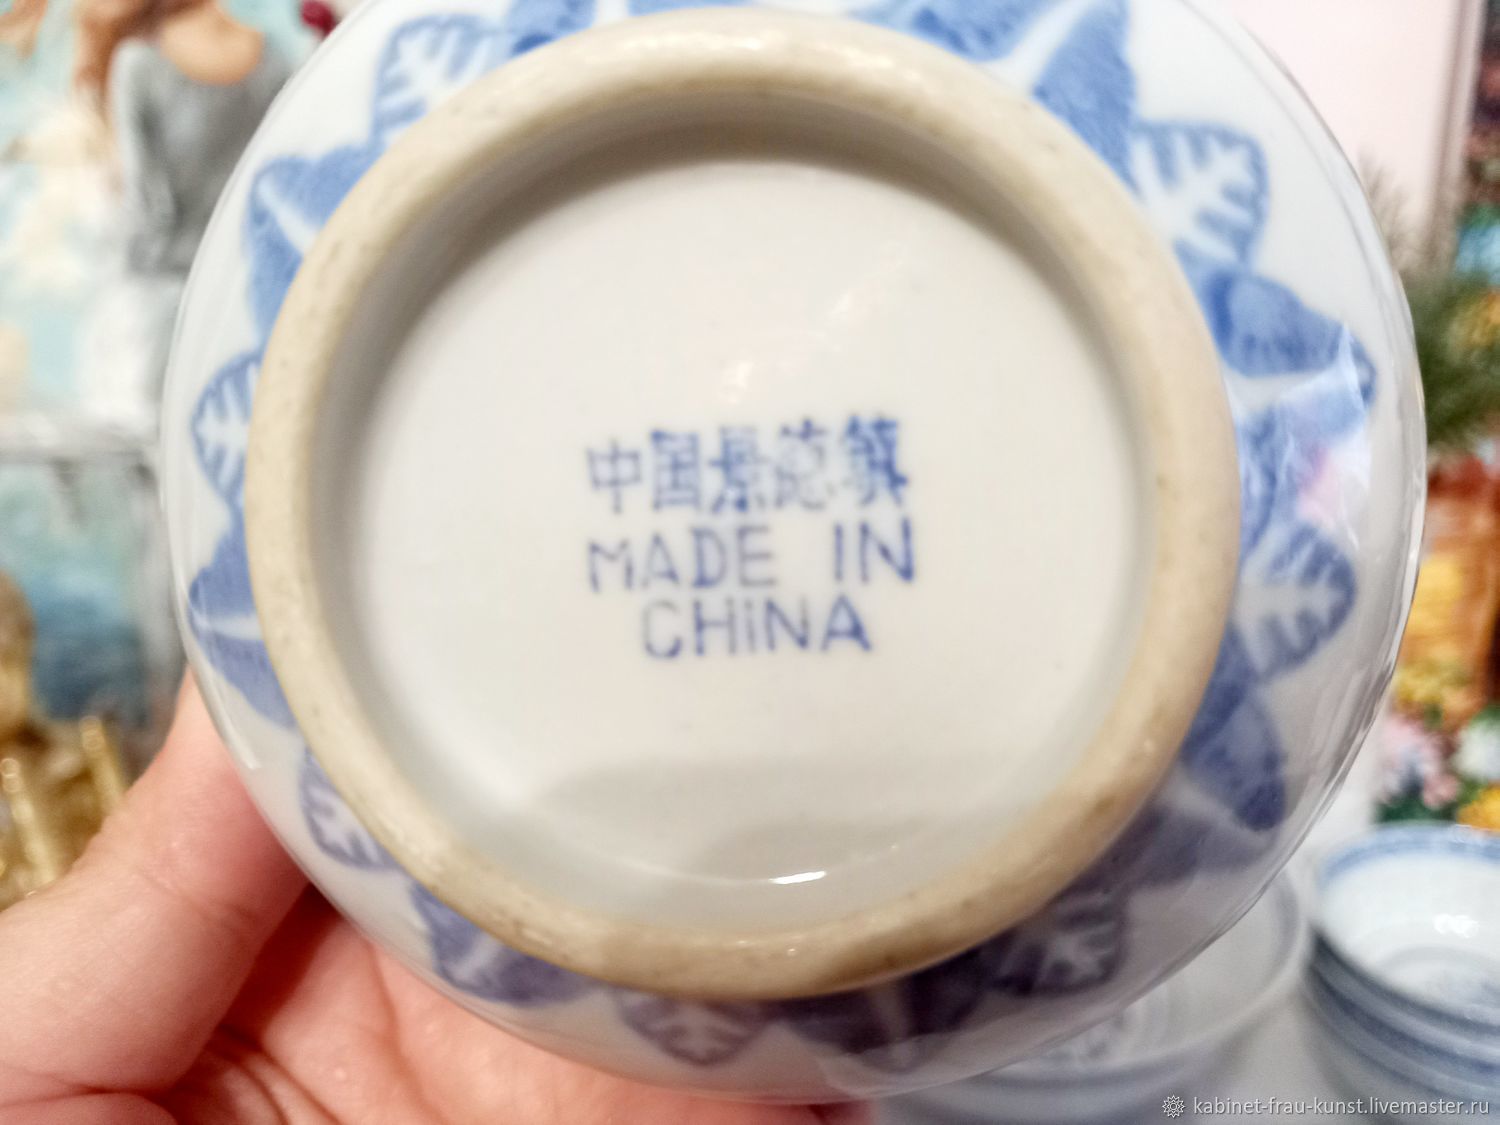 中国景德镇
MADE IN
CHiNA
kabinet-frau-kunst.livemaster.ru